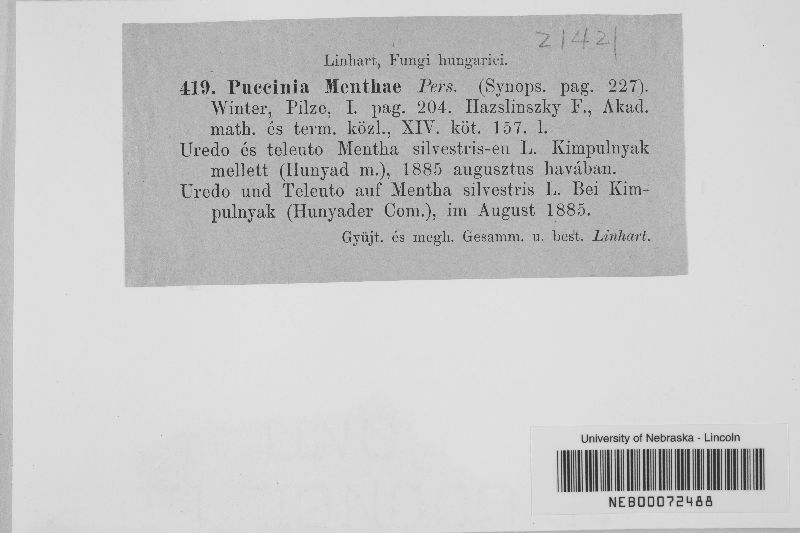 21421
Linhart, Fungi hungarici.
419. Puccinia Menthae Pers. (Synops. pag. 227).
Winter, Pilze, I. pag. 204. Hazslinszky F., Akad.
math. és term. közl., XIV. köt. 157. l.
Uredo és teleuto Mentha silvestris-en L. Kimpulnyak
mellett (Hunyad m.), 1885 augusztus havában.
Uredo und Teleuto auf Mentha silvestris L. Bei Kim-
pulnyak (Hunyader Com.), im August 1885.
Gyüjt. és megh. Gesamm. u. best. Linhart.
University of Nebraska - Lincoln
NEB00072488